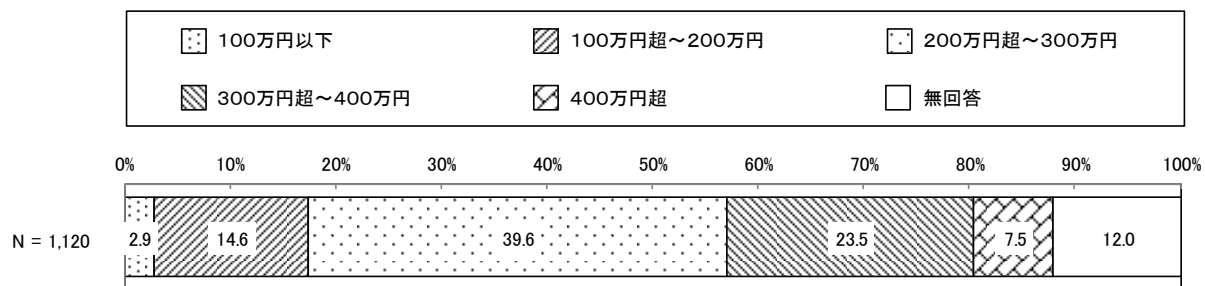 100万円以下 100万円超～200万円 200万円超～300万円
300万円超～400万円 400万円超 無回答
0% 10% 20% 30% 40% 50% 60% 70% 80% 90% 100%
N = 1,120 2.9 14.6 39.6 23.5 7.5 12.0